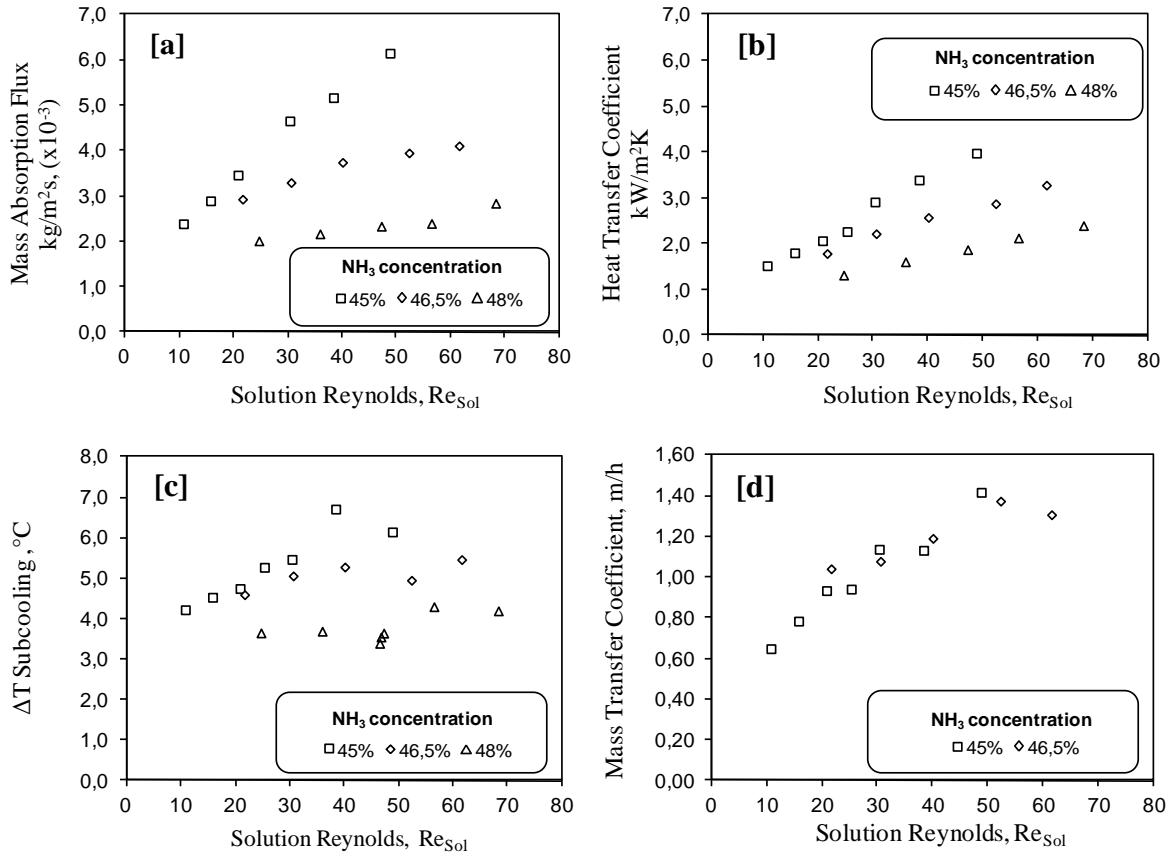 [a]
Mass Absorption Flux
kg/m²s, (x10⁻³)
7,0
6,0
5,0
4,0
3,0
2,0
1,0
0,0
NH₃ concentration
□ 45% ◇ 46,5% △ 48%
0 10 20 30 40 50 60 70 80
Solution Reynolds, Re_Sol
[b]
Heat Transfer Coefficient
kW/m²K
7,0
6,0
5,0
4,0
3,0
2,0
1,0
0,0
NH₃ concentration
□ 45% ◇ 46,5% △ 48%
0 10 20 30 40 50 60 70 80
Solution Reynolds, Re_Sol
[c]
ΔT Subcooling ,°C
8,0
7,0
6,0
5,0
4,0
3,0
2,0
1,0
0,0
NH₃ concentration
□ 45% ◇ 46,5% △ 48%
0 10 20 30 40 50 60 70 80
Solution Reynolds, Re_Sol
[d]
Mass Transfer Coefficient, m/h
1,60
1,40
1,20
1,00
0,80
0,60
0,40
0,20
0,00
NH₃ concentration
□ 45% ◇ 46,5%
0 10 20 30 40 50 60 70 80
Solution Reynolds, Re_Sol